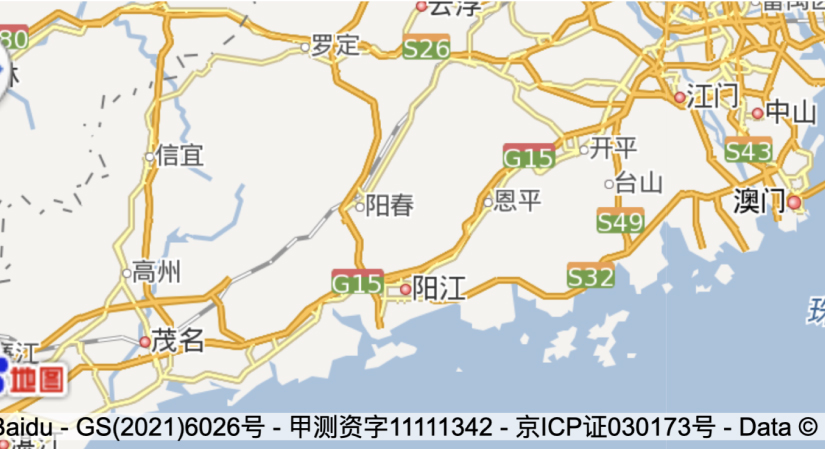 云浮
罗定
S26
80
江门
中山
信宜
G15
开平
S43
台山
阳春
恩平
澳门
S49
高州
G15
阳江
S32
茂名
江
地图
Baidu - GS(2021)6026号 - 甲测资字11111342 - 京ICP证030173号 - Data ©